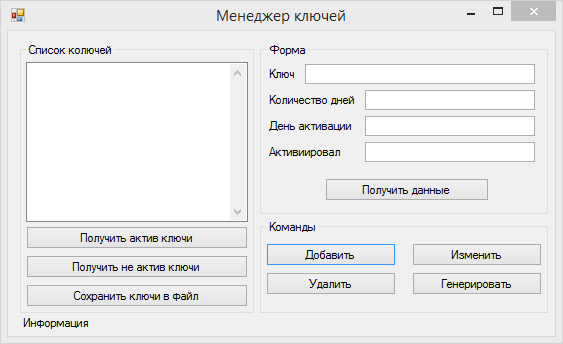 Менеджер ключей
Список колючей
Получить актив ключи
Получить не актив ключи
Сохранить ключи в файл
Информация
Форма
Ключ
Количество дней
День активации
Активиировал
Получить данные
Команды
Добавить
Изменить
Удалить
Генерировать